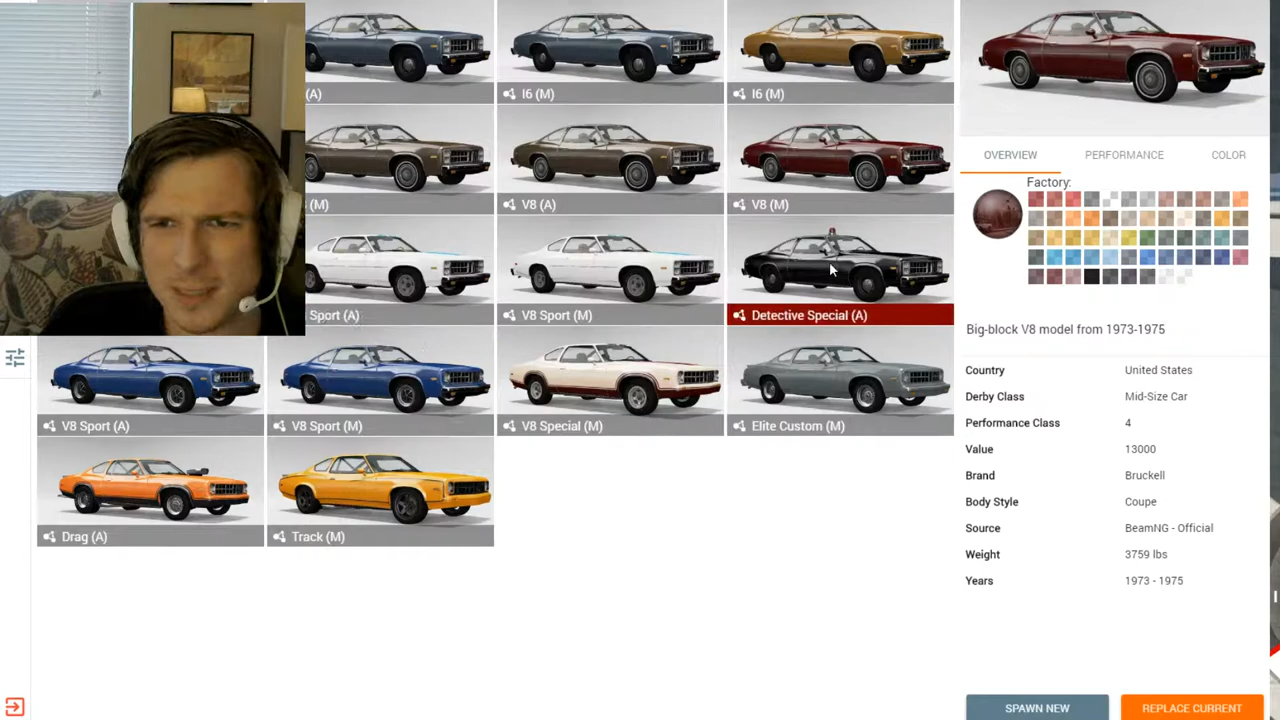 (A)
I6 (M)
I6 (M)
(M)
V8 (A)
V8 (M)
Sport (A)
V8 Sport (M)
Detective Special (A)
V8 Sport (A)
V8 Sport (M)
V8 Special (M)
Elite Custom (M)
Drag (A)
Track (M)
OVERVIEW PERFORMANCE COLOR
Factory:
Big-block V8 model from 1973-1975
Country United States
Derby Class Mid-Size Car
Performance Class 4
Value 13000
Brand Bruckell
Body Style Coupe
Source BeamNG - Official
Weight 3759 lbs
Years 1973 - 1975
SPAWN NEW REPLACE CURRENT